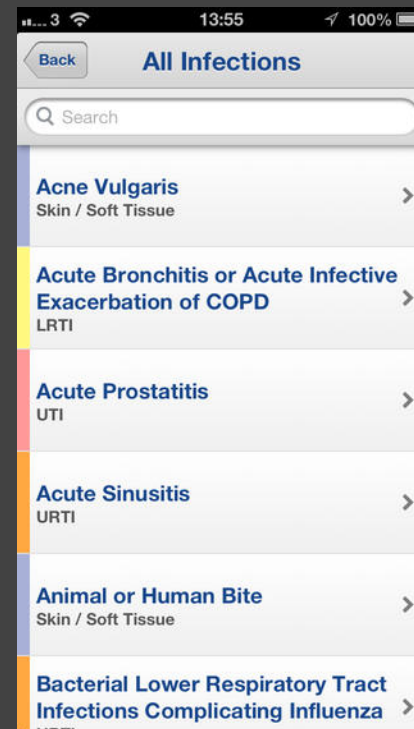 3 13:55 100%
Back
All Infections
Search
Acne Vulgaris
Skin / Soft Tissue
Acute Bronchitis or Acute Infective
Exacerbation of COPD
LRTI
Acute Prostatitis
UTI
Acute Sinusitis
URTI
Animal or Human Bite
Skin / Soft Tissue
Bacterial Lower Respiratory Tract
Infections Complicating Influenza